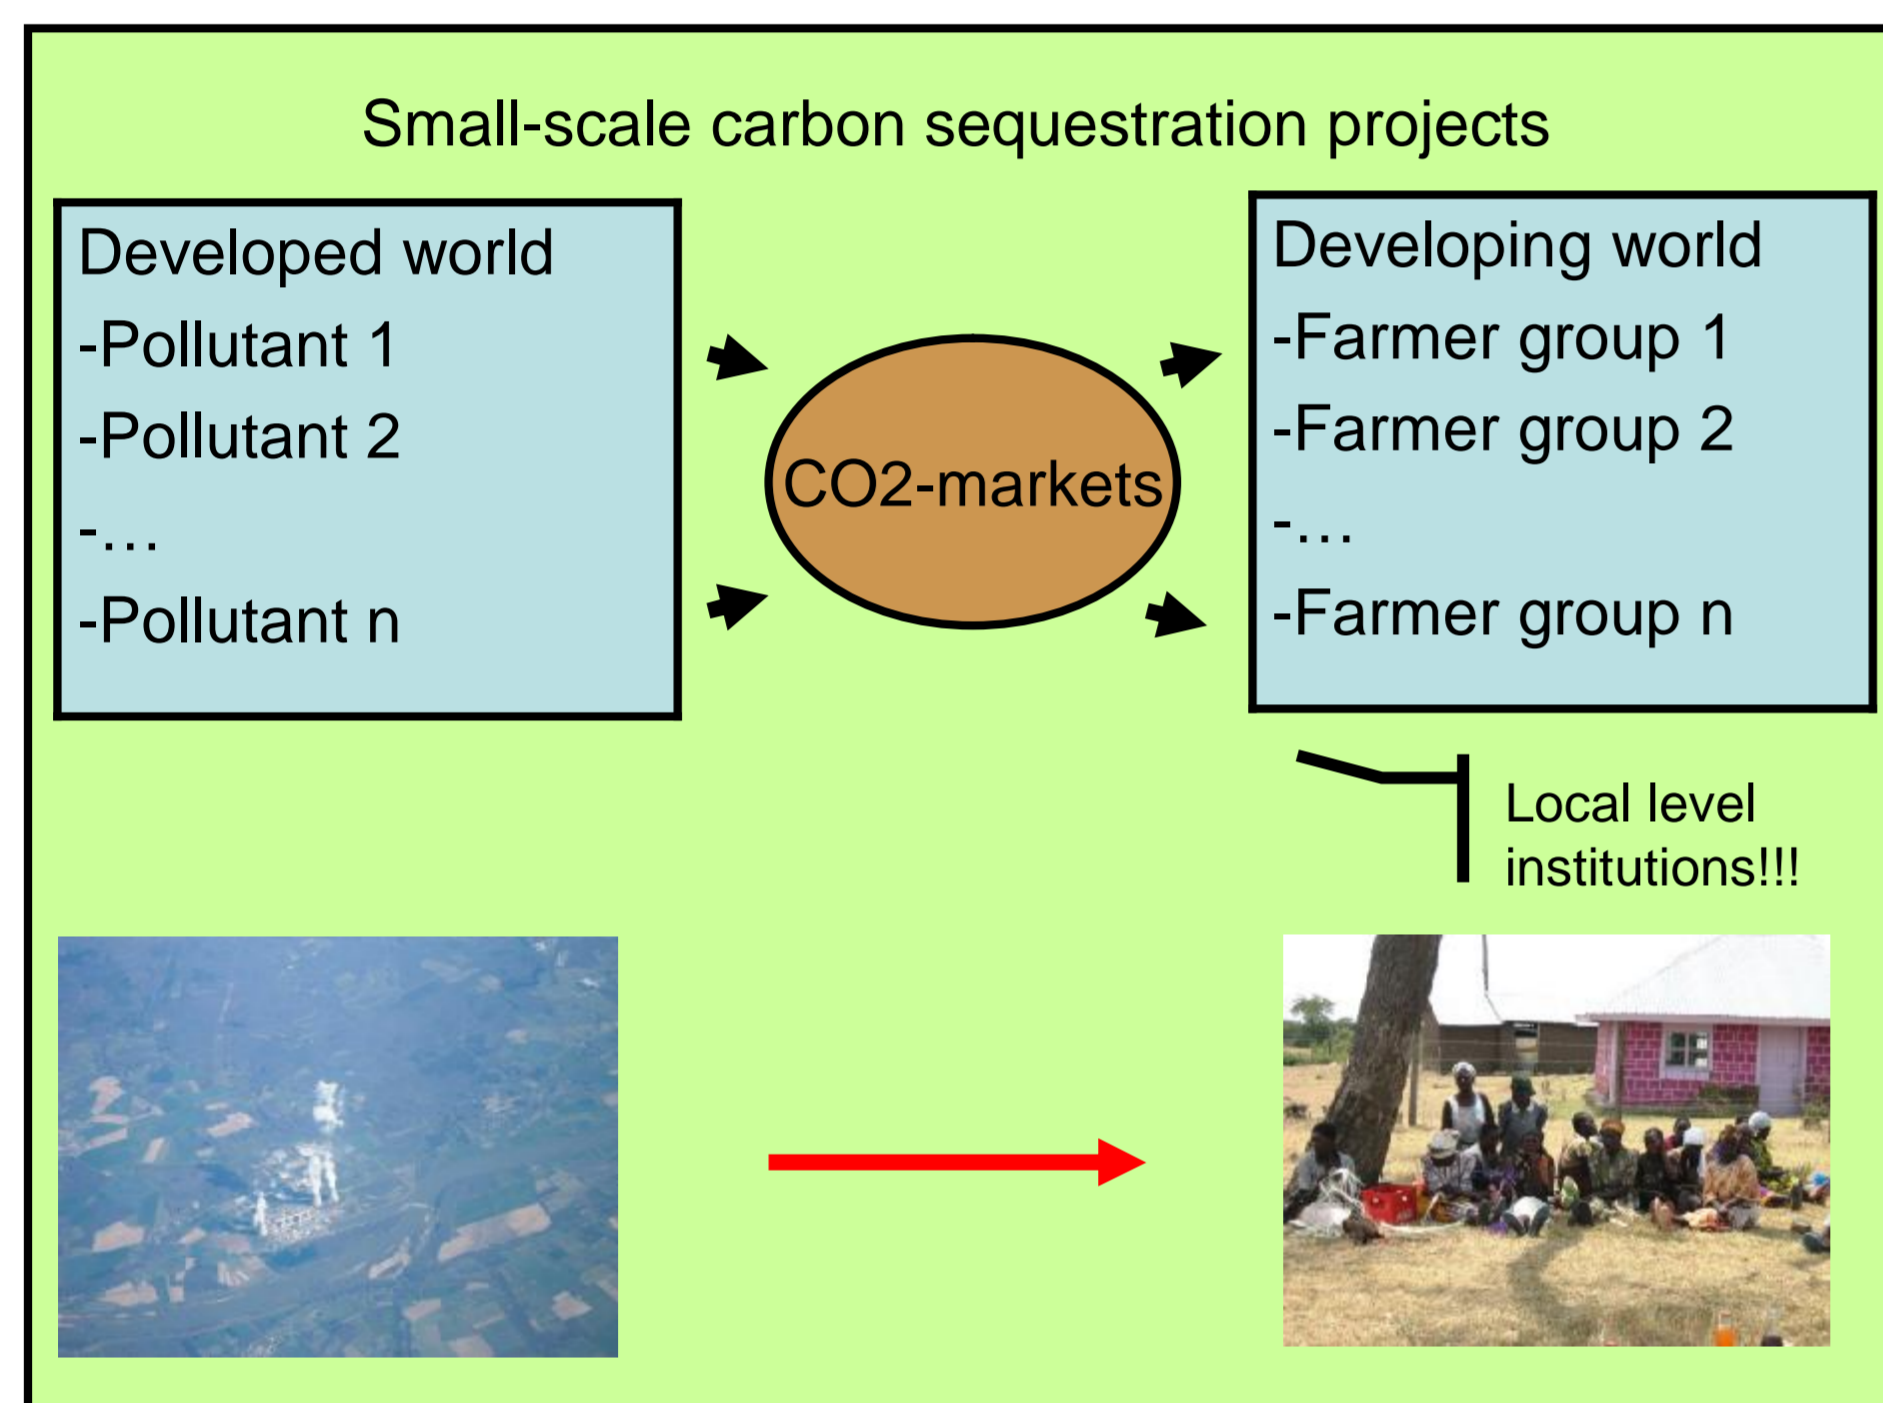 Small-scale carbon sequestration projects
Developed world
-Pollutant 1
-Pollutant 2
-…
-Pollutant n
CO2-markets
Developing world
-Farmer group 1
-Farmer group 2
-…
-Farmer group n
Local level
institutions!!!